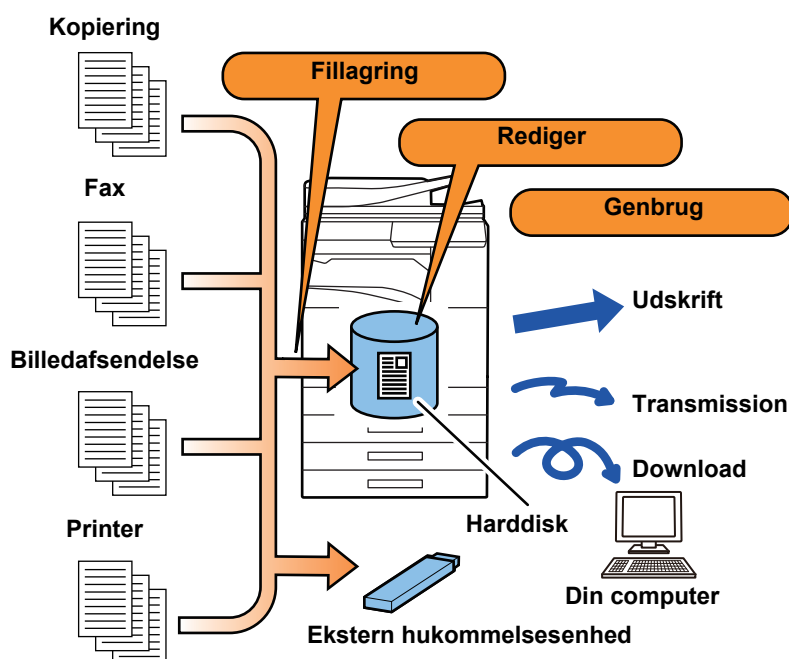 Kopiering
Fax
Billedafsendelse
Printer
Fillagring
Rediger
Genbrug
Udskrift
Transmission
Download
Harddisk
Din computer
Ekstern hukommelsesenhed